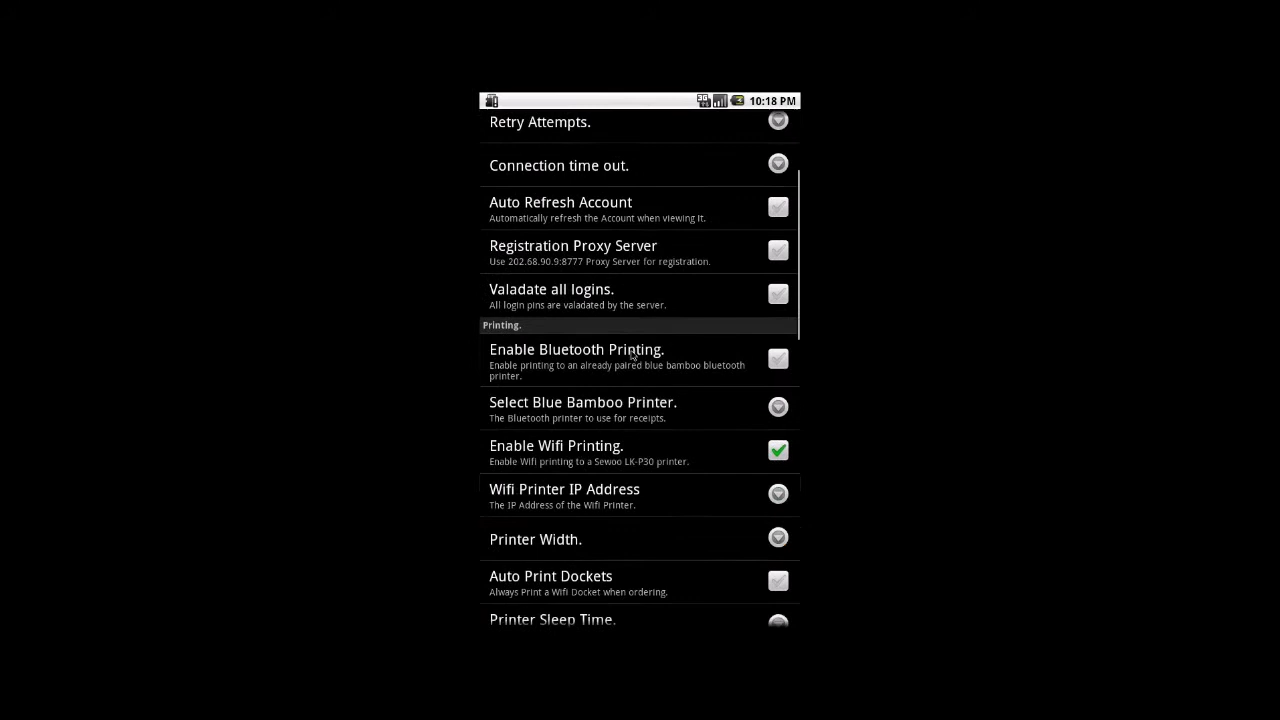 10:18 PM
Retry Attempts.
Connection time out.
Auto Refresh Account
Automatically refresh the Account when viewing it.
Registration Proxy Server
Use 202.68.90.9:8777 Proxy Server for registration.
Valadate all logins.
All login pins are valadated by the server.
Printing.
Enable Bluetooth Printing.
Enable printing to an already paired blue bamboo bluetooth
printer.
Select Blue Bamboo Printer.
The Bluetooth printer to use for receipts.
Enable Wifi Printing.
Enable Wifi printing to a Sewoo LK-P30 printer.
Wifi Printer IP Address
The IP Address of the Wifi Printer.
Printer Width.
Auto Print Dockets
Always Print a Wifi Docket when ordering.
Printer Sleep Time.